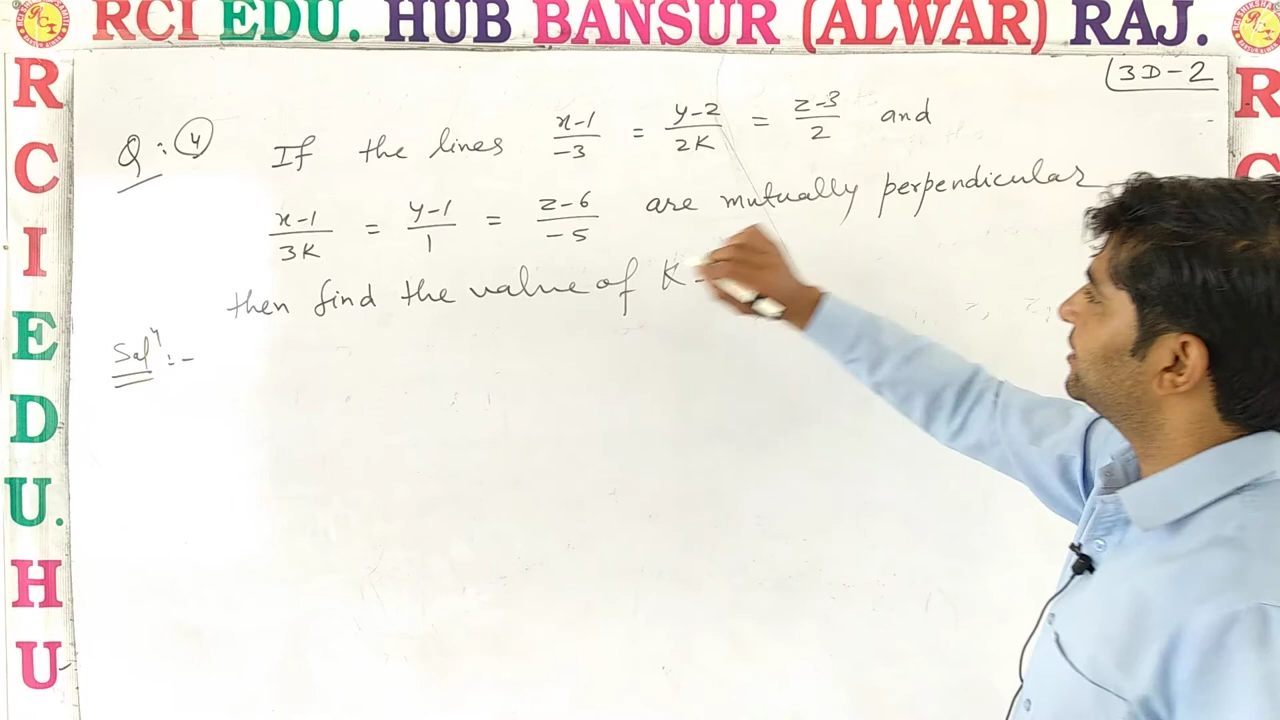 RCI EDU. HUB BANSUR (ALWAR) RAJ.
R
C
I
E
D
U.
H
U
R
C
3D-2
Q:④ If the lines x-1/-3 = y-2/2K = z-3/2 and
x-1/3K = y-1/1 = z-6/-5 are mutually perpendicular
then find the value of K
Solⁿ:-